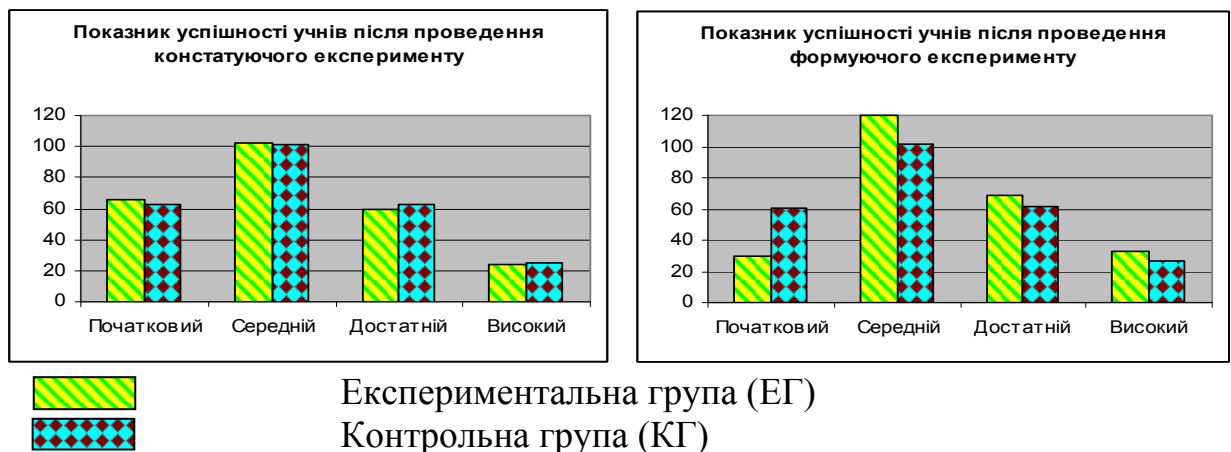 Показник успішності учнів після проведення
констатуючого експерименту
120
100
80
60
40
20
0
Початковий Середній Достатній Високий
Показник успішності учнів після проведення
формуючого експерименту
120
100
80
60
40
20
0
Початковий Середній Достатній Високий
Експериментальна група (ЕГ)
Контрольна група (КГ)